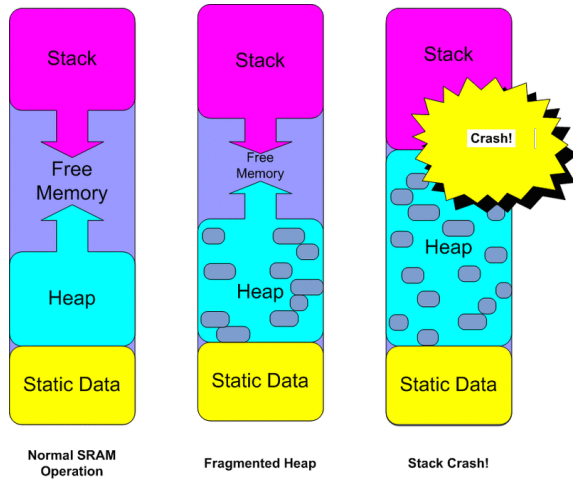 Stack
Free
Memory
Heap
Static Data
Normal SRAM
Operation
Stack
Free
Memory
Heap
Static Data
Fragmented Heap
Stack
Crash!
Heap
Static Data
Stack Crash!